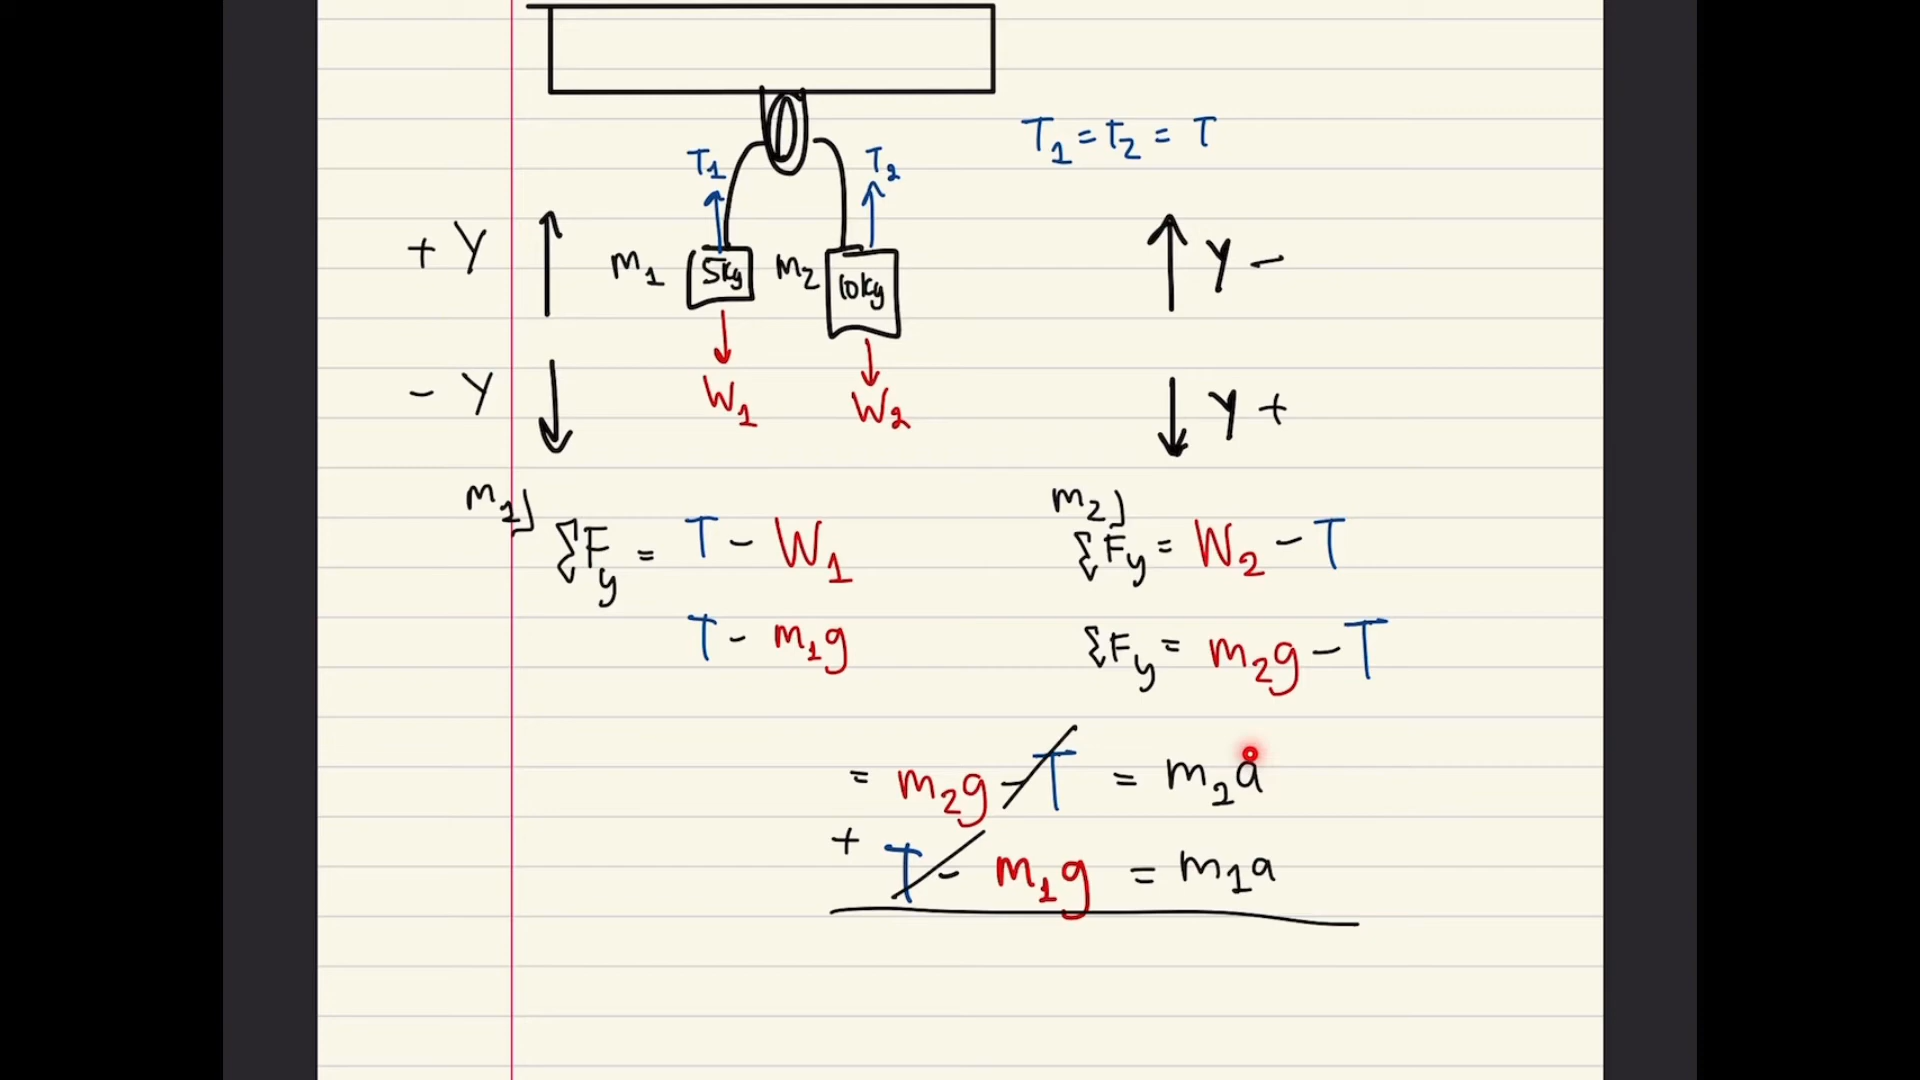 T1 = t2 = T
T1 T2
+ Y
m1 5kg m2 10kg
Y -
- Y
W1 W2
Y +
m1] m2]
ΣFy = T - W1
ΣFy = W2 - T
T - m1g
ΣFy = m2g - T
= m2g - T = m2a
+ T - m1g = m1a